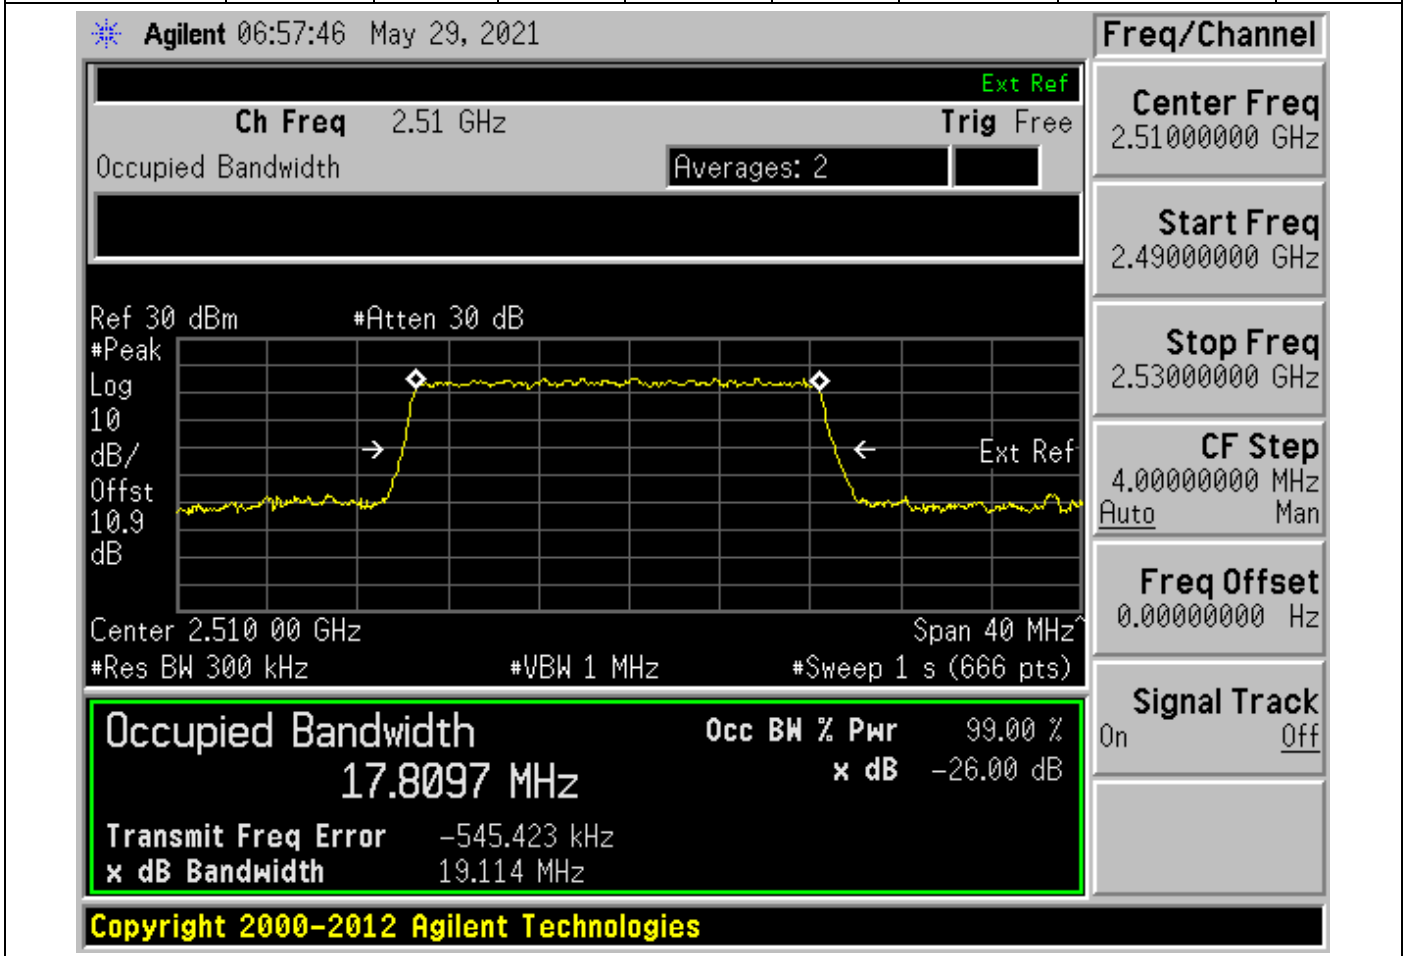 Agilent 06:57:46 May 29, 2021
Freq/Channel
Ext Ref
Ch Freq 2.51 GHz Trig Free
Occupied Bandwidth Averages: 2
Ref 30 dBm #Atten 30 dB
#Peak
Log
10
dB/
Offst
10.9
dB
Ext Ref
Center 2.510 00 GHz Span 40 MHz^
#Res BW 300 kHz #VBW 1 MHz #Sweep 1 s (666 pts)
Occupied Bandwidth Occ BW % Pwr 99.00 %
17.8097 MHz x dB -26.00 dB
Transmit Freq Error -545.423 kHz
x dB Bandwidth 19.114 MHz
Copyright 2000-2012 Agilent Technologies
Center Freq
2.51000000 GHz
Start Freq
2.49000000 GHz
Stop Freq
2.53000000 GHz
CF Step
4.00000000 MHz
Auto Man
Freq Offset
0.00000000 Hz
Signal Track
On Off